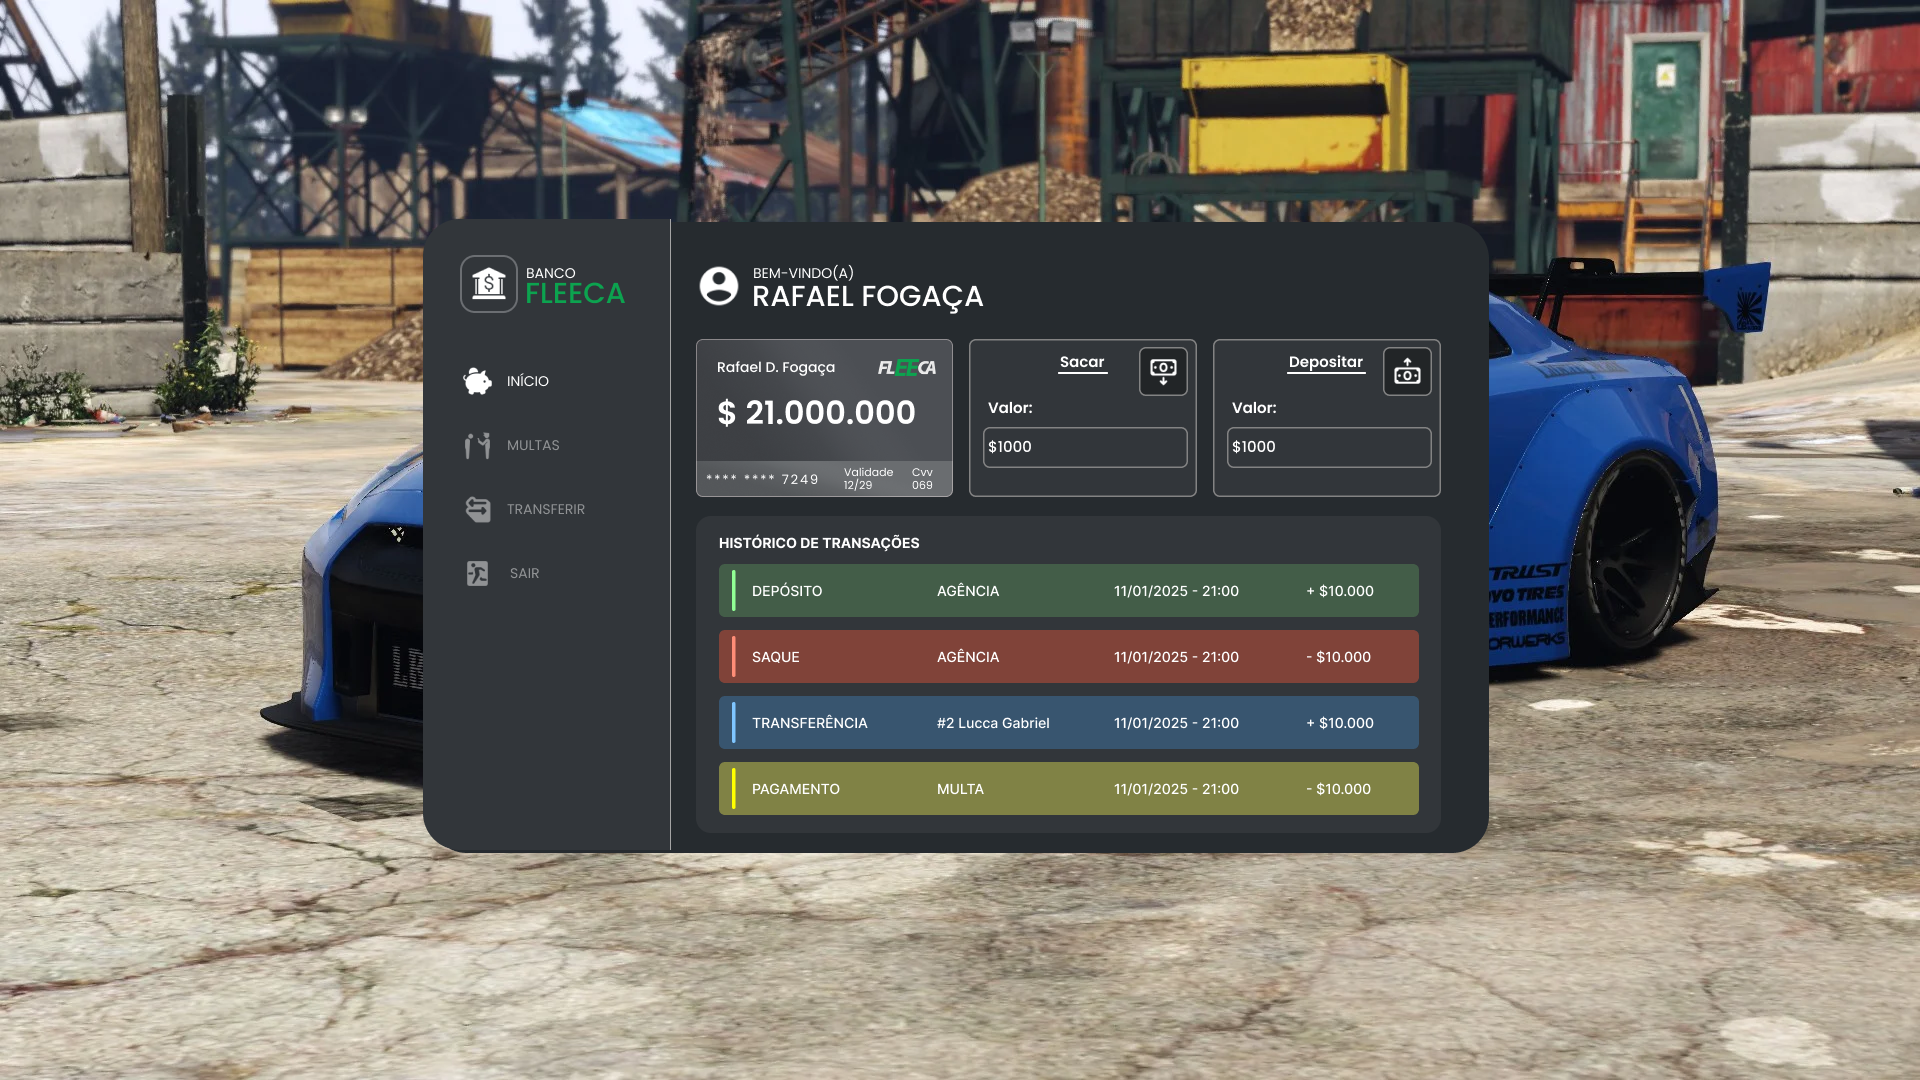 BANCO
FLEECA
INÍCIO
MULTAS
TRANSFERIR
SAIR
BEM-VINDO(A)
RAFAEL FOGAÇA
Rafael D. Fogaça
FLEECA
$ 21.000.000
**** **** 7249
Validade
12/29
Cvv
069
Sacar
Valor:
$1000
Depositar
Valor:
$1000
HISTÓRICO DE TRANSAÇÕES
DEPÓSITO AGÊNCIA 11/01/2025 - 21:00 + $10.000
SAQUE AGÊNCIA 11/01/2025 - 21:00 - $10.000
TRANSFERÊNCIA #2 Lucca Gabriel 11/01/2025 - 21:00 + $10.000
PAGAMENTO MULTA 11/01/2025 - 21:00 - $10.000
TRUST
TIRES